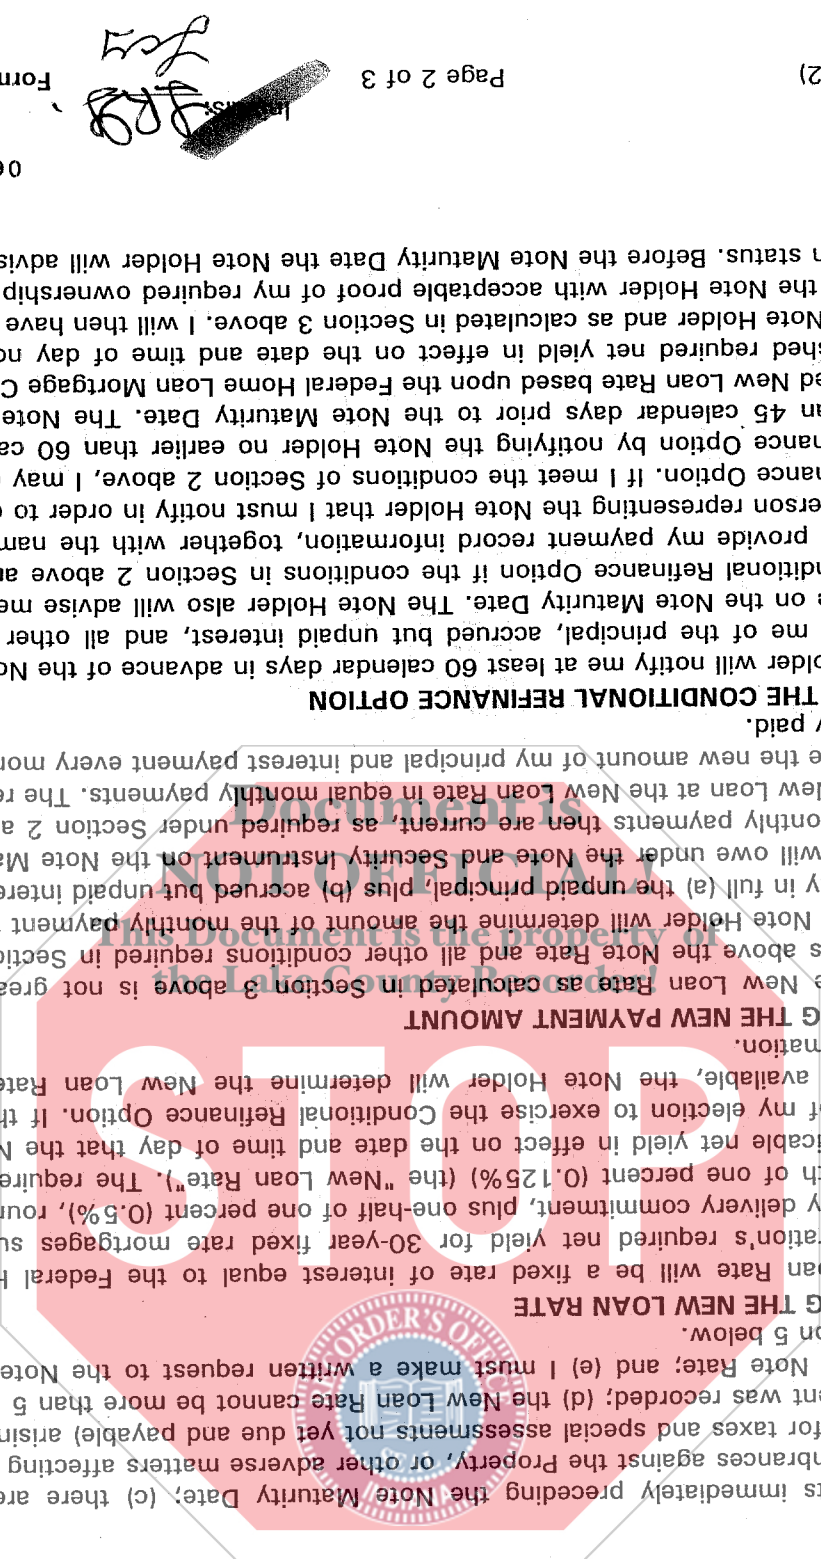 ts immediately preceding the Note Maturity Date; (c) there are
mbrances against the Property, or other adverse matters affecting
for taxes and special assessments not yet due and payable) arisin
nt was recorded; (d) the New Loan Rate cannot be more than 5
Note Rate; and (e) I must make a written request to the Note
on 5 below.
G THE NEW LOAN RATE
oan Rate will be a fixed rate of interest equal to the Federal H
ration's required net yield for 30-year fixed rate mortgages su
y delivery commitment, plus one-half of one percent (0.5%), roun
th of one percent (0.125%) (the "New Loan Rate"). The require
icable net yield in effect on the date and time of day that the N
f my election to exercise the Conditional Refinance Option. If th
available, the Note Holder will determine the New Loan Rate
mation.
G THE NEW PAYMENT AMOUNT
e New Loan Rate as calculated in Section 3 above is not grea
s above the Note Rate and all other conditions required in Sectio
Note Holder will determine the amount of the monthly payment
y in full (a) the unpaid principal, plus (b) accrued but unpaid intere
will owe under the Note and Security Instrument on the Note Ma
onthly payments then are current, as required under Section 2 a
New Loan at the New Loan Rate in equal monthly payments. The re
e the new amount of my principal and interest payment every mon
y paid.
THE CONDITIONAL REFINANCE OPTION
older will notify me at least 60 calendar days in advance of the No
me of the principal, accrued but unpaid interest, and all other
e on the Note Maturity Date. The Note Holder also will advise me
nditional Refinance Option if the conditions in Section 2 above ar
provide my payment record information, together with the nam
erson representing the Note Holder that I must notify in order to
nance Option. If I meet the conditions of Section 2 above, I may
nance Option by notifying the Note Holder no earlier than 60 ca
an 45 calendar days prior to the Note Maturity Date. The Note
ed New Loan Rate based upon the Federal Home Loan Mortgage C
shed required net yield in effect on the date and time of day no
Note Holder and as calculated in Section 3 above. I will then have
the Note Holder with acceptable proof of my required ownership
n status. Before the Note Maturity Date the Note Holder will advis
2)
Page 2 of 3
Initials:
Form
Document is
NOT OFFICIAL!
This Document is the property of
the Lake County Recorder!
STOP
RECORDER'S OFFICE
SEAL
INDIANA